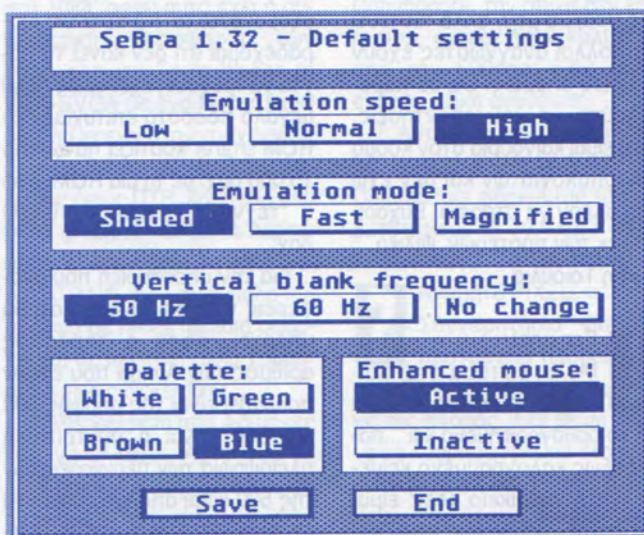 SeBra 1.32 - Default settings
Emulation speed:
Low Normal High
Emulation mode:
Shaded Fast Magnified
Vertical blank frequency:
50 Hz 60 Hz No change
Palette: Enhanced mouse:
White Green Active
Brown Blue Inactive
Save End